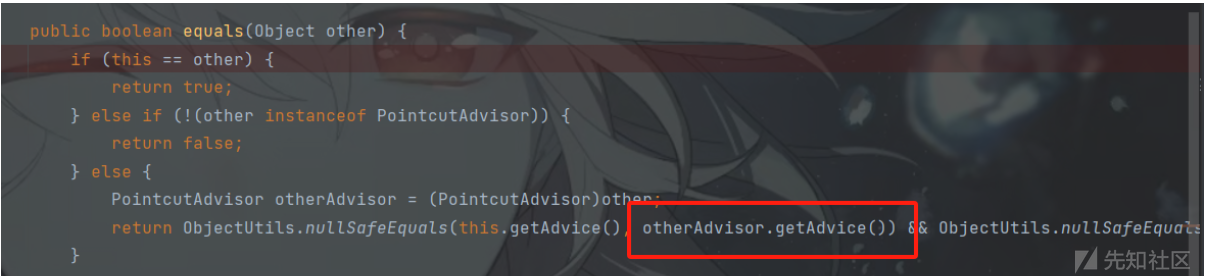 public boolean equals(Object other) {
if (this == other) {
return true;
} else if (!(other instanceof PointcutAdvisor)) {
return false;
} else {
PointcutAdvisor otherAdvisor = (PointcutAdvisor)other;
return ObjectUtils.nullSafeEquals(this.getAdvice(), otherAdvisor.getAdvice()) && ObjectUtils.nullSafeEquals
}
先知社区